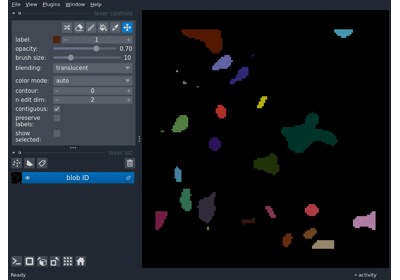 File View Plugins Window Help
layer controls
label: 1
opacity: 0.70
brush size: 10
blending: translucent
color mode: auto
contour: 0
n edit dim: 2
contiguous:
preserve
labels:
show
selected:
layer list
blob ID
Ready
activity